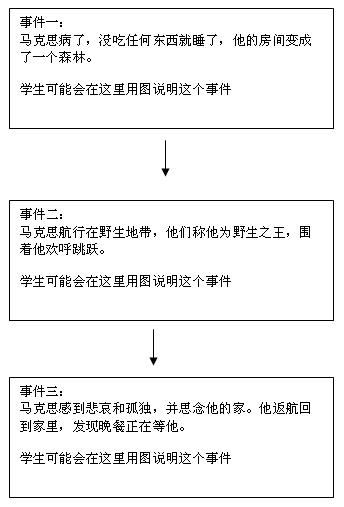 事件一：
马克思病了，没吃任何东西就睡了，他的房间变成
了一个森林。
学生可能会在这里用图说明这个事件
事件二：
马克思航行在野生地带，他们称他为野生之王，围
着他欢呼跳跃。
学生可能会在这里用图说明这个事件
事件三：
马克思感到悲哀和孤独，并思念他的家。他返航回
到家里，发现晚餐正在等他。
学生可能会在这里用图说明这个事件